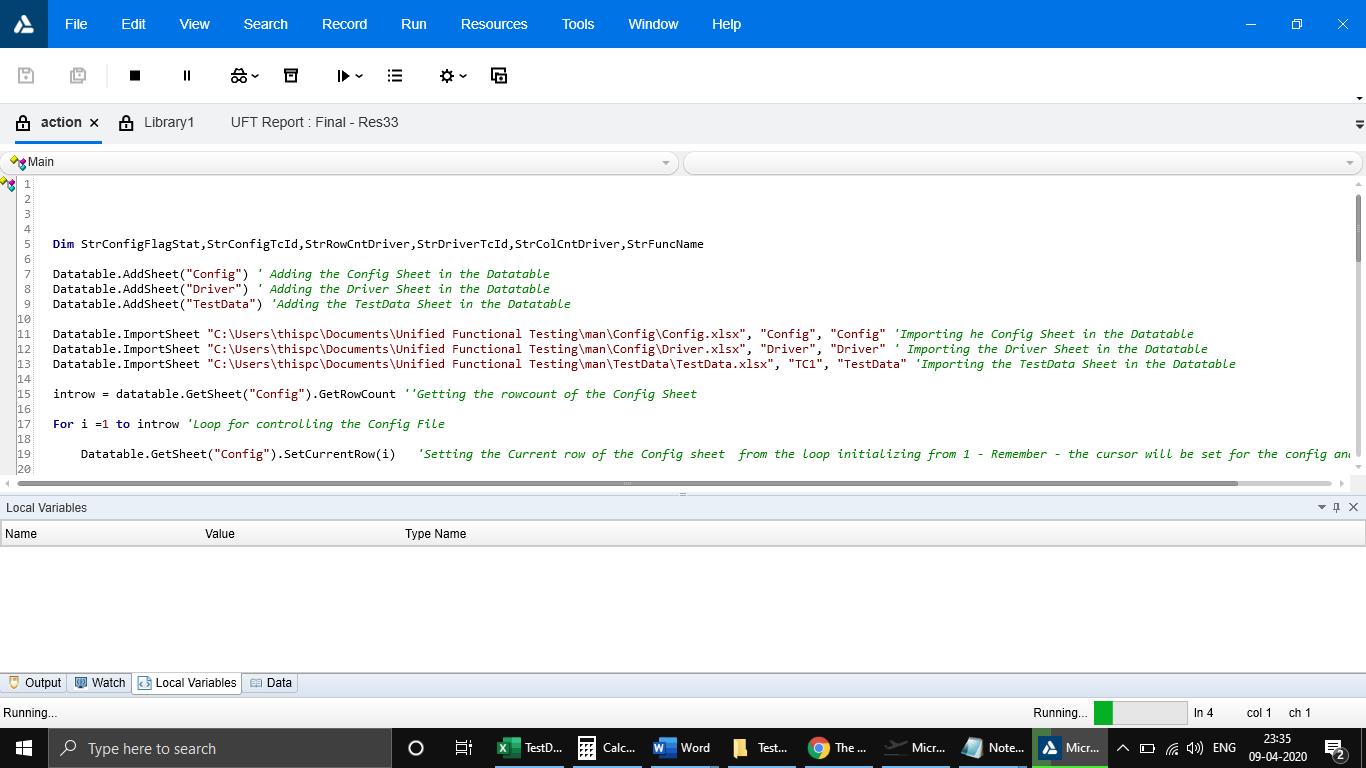 File Edit View Search Record Run Resources Tools Window Help
action Library1 UFT Report : Final - Res33
Main
1
2
3
4
5 Dim StrConfigFlagStat,StrConfigTcId,StrRowCntDriver,StrDriverTcId,StrColCntDriver,StrFuncName
6
7 Datatable.AddSheet("Config") ' Adding the Config Sheet in the Datatable
8 Datatable.AddSheet("Driver") ' Adding the Driver Sheet in the Datatable
9 Datatable.AddSheet("TestData") 'Adding the TestData Sheet in the Datatable
10
11 Datatable.ImportSheet "C:\Users\thispc\Documents\Unified Functional Testing\man\Config\Config.xlsx", "Config", "Config" 'Importing he Config Sheet in the Datatable
12 Datatable.ImportSheet "C:\Users\thispc\Documents\Unified Functional Testing\man\Config\Driver.xlsx", "Driver", "Driver" ' Importing the Driver Sheet in the Datatable
13 Datatable.ImportSheet "C:\Users\thispc\Documents\Unified Functional Testing\man\TestData\TestData.xlsx", "TC1", "TestData" 'Importing the TestData Sheet in the Datatable
14
15 introw = datatable.GetSheet("Config").GetRowCount ''Getting the rowcount of the Config Sheet
16
17 For i =1 to introw 'Loop for controlling the Config File
18
19 Datatable.GetSheet("Config").SetCurrentRow(i) 'Setting the Current row of the Config sheet from the loop initializing from 1 - Remember - the cursor will be set for the config an
20
Local Variables
Name Value Type Name
Output Watch Local Variables Data
Running... Running... ln 4 col 1 ch 1
Type here to search TestD... Calc... Word Test... The ... Micr... Note... Micr... ENG 23:35
09-04-2020 2